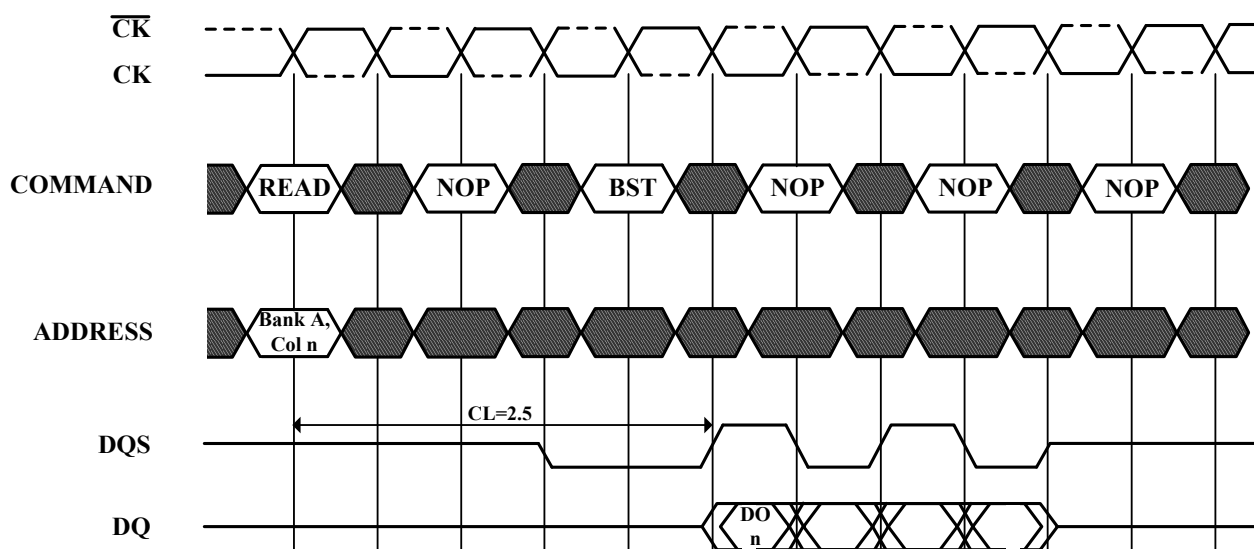 CK
CK
COMMAND
READ NOP BST NOP NOP NOP
ADDRESS
Bank A,
Col n
CL=2.5
DQS
DQ
DO
n